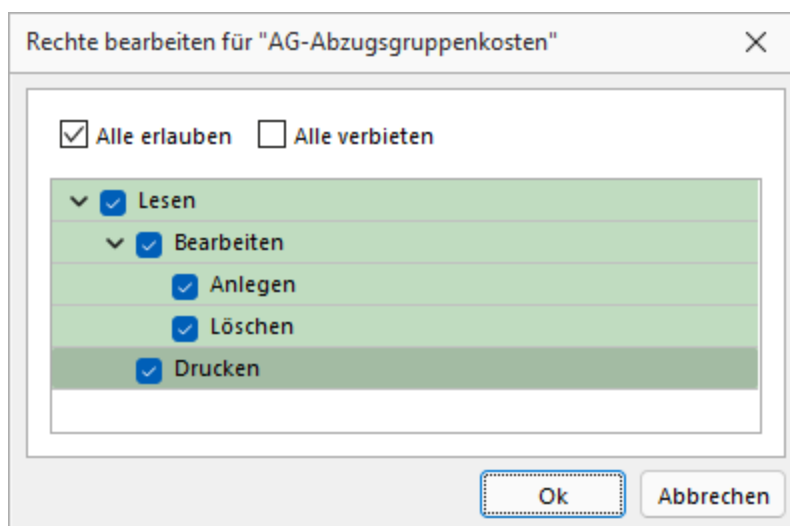 Rechte bearbeiten für "AG-Abzugsgruppenkosten"
Alle erlauben Alle verbieten
Lesen
Bearbeiten
Anlegen
Löschen
Drucken
Ok Abbrechen